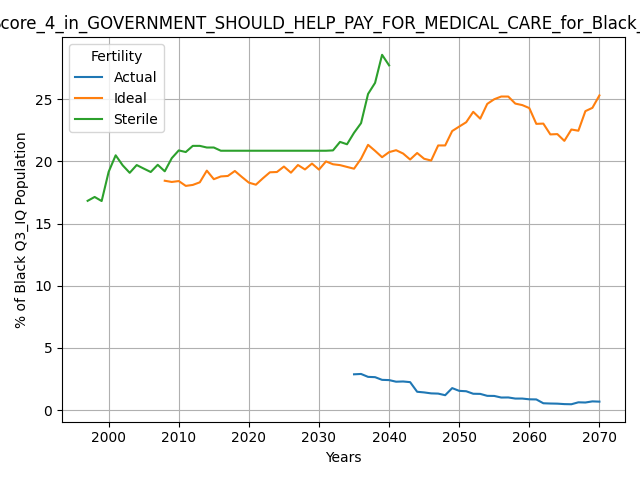 core_4_in_GOVERNMENT_SHOULD_HELP_PAY_FOR_MEDICAL_CARE_for_Black_
Fertility
Actual
Ideal
Sterile
% of Black Q3_IQ Population
25
20
15
10
5
0
2000 2010 2020 2030 2040 2050 2060 2070
Years